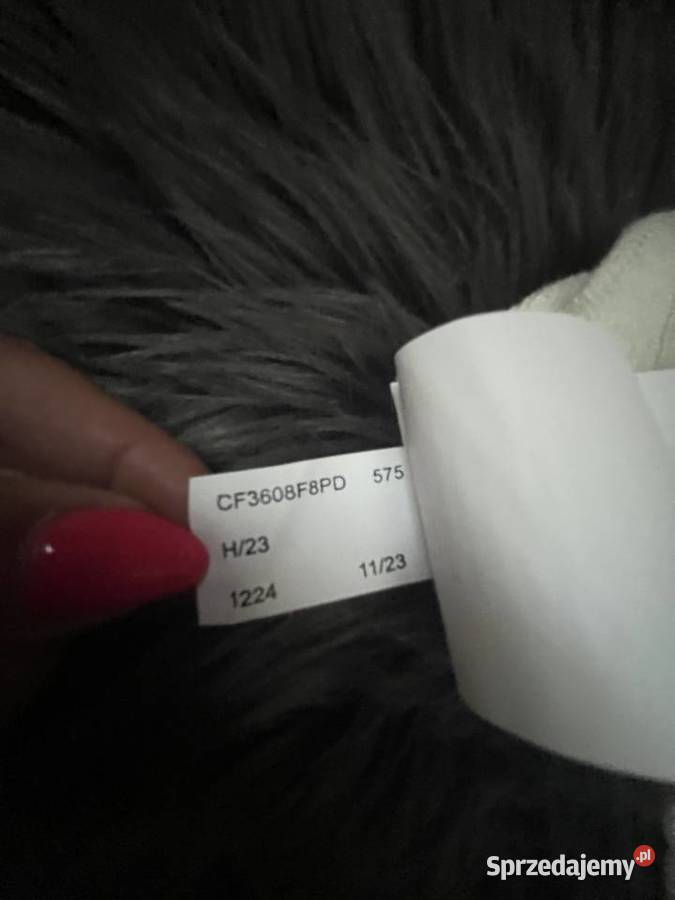 CF3608F8PD 575
H/23
1224 11/23
Sprzedajemy.pl